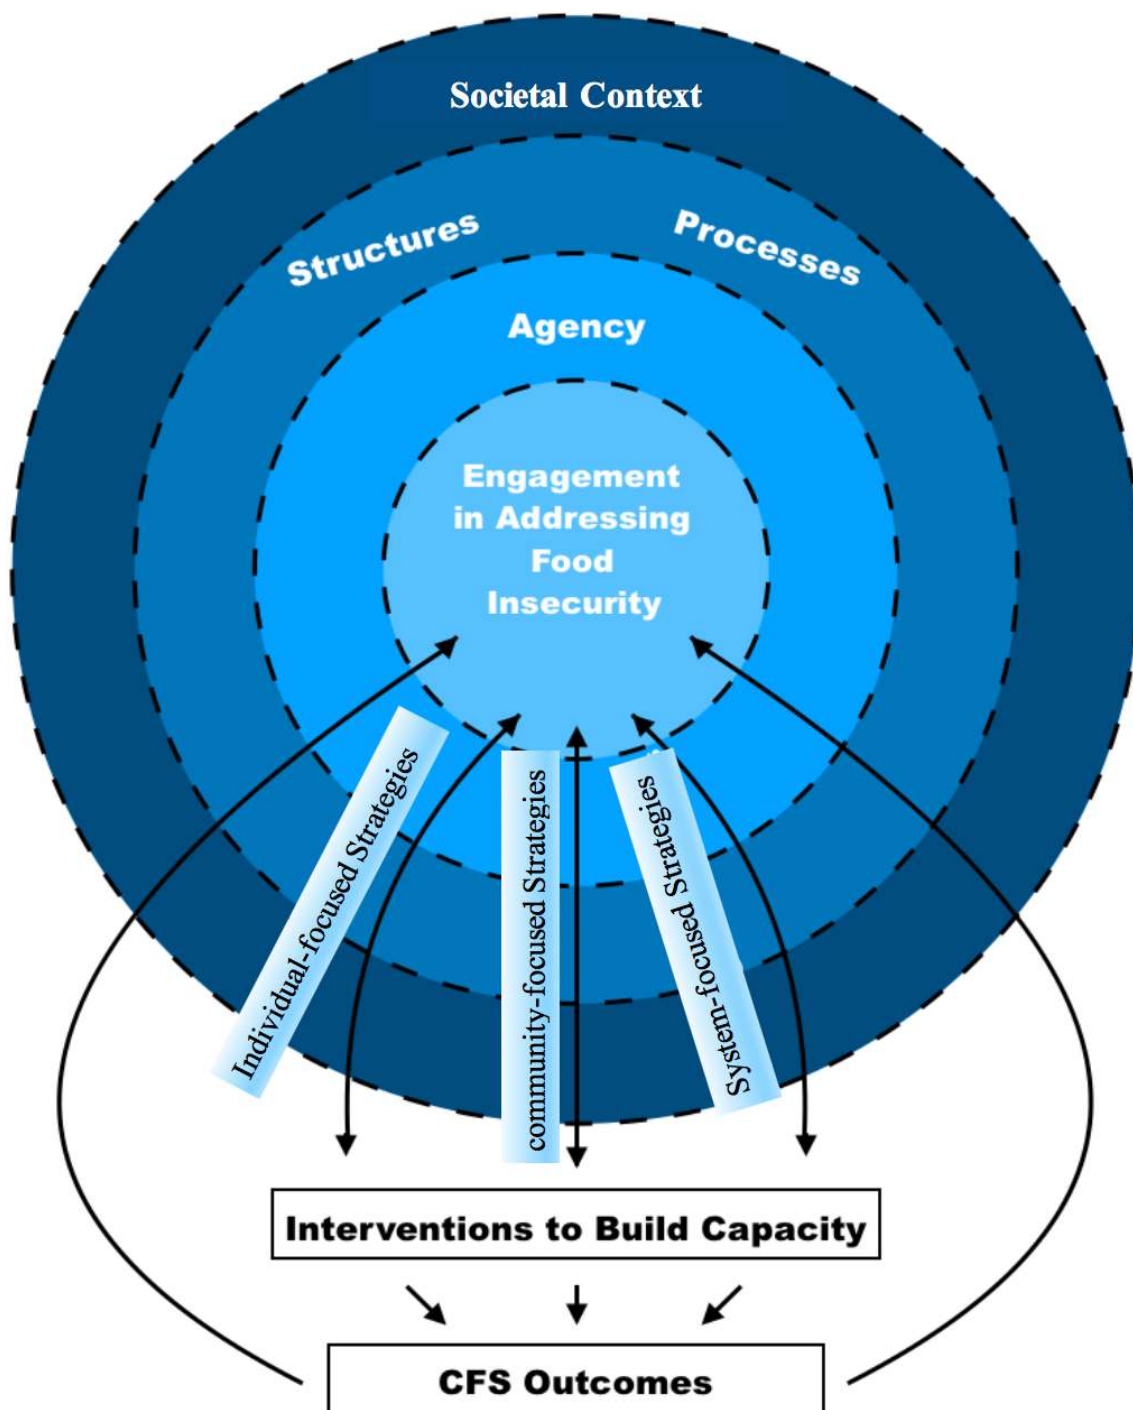 Societal Context
Structures
Processes
Agency
Engagement
in Addressing
Food
Insecurity
Individual-focused Strategies
community-focused Strategies
System-focused Strategies
Interventions to Build Capacity
CFS Outcomes